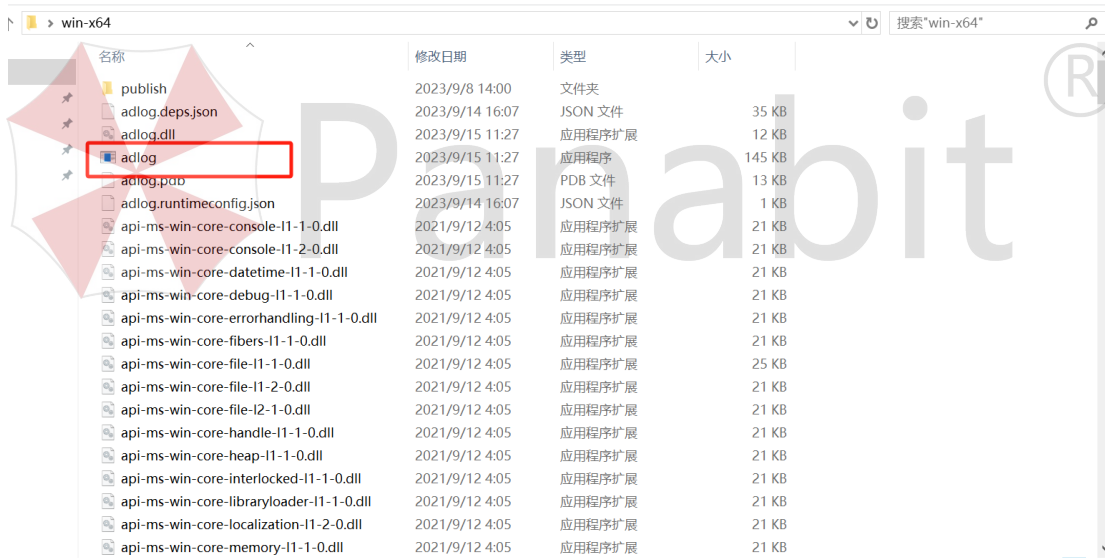 win-x64
搜索"win-x64"
名称 修改日期 类型 大小
publish 2023/9/8 14:00 文件夹
adlog.deps.json 2023/9/14 16:07 JSON 文件 35 KB
adlog.dll 2023/9/15 11:27 应用程序扩展 12 KB
adlog 2023/9/15 11:27 应用程序 145 KB
adlog.pdb 2023/9/15 11:27 PDB 文件 13 KB
adlog.runtimeconfig.json 2023/9/14 16:07 JSON 文件 1 KB
api-ms-win-core-console-l1-1-0.dll 2021/9/12 4:05 应用程序扩展 21 KB
api-ms-win-core-console-l1-2-0.dll 2021/9/12 4:05 应用程序扩展 21 KB
api-ms-win-core-datetime-l1-1-0.dll 2021/9/12 4:05 应用程序扩展 21 KB
api-ms-win-core-debug-l1-1-0.dll 2021/9/12 4:05 应用程序扩展 21 KB
api-ms-win-core-errorhandling-l1-1-0.dll 2021/9/12 4:05 应用程序扩展 21 KB
api-ms-win-core-fibers-l1-1-0.dll 2021/9/12 4:05 应用程序扩展 21 KB
api-ms-win-core-file-l1-1-0.dll 2021/9/12 4:05 应用程序扩展 25 KB
api-ms-win-core-file-l1-2-0.dll 2021/9/12 4:05 应用程序扩展 21 KB
api-ms-win-core-file-l2-1-0.dll 2021/9/12 4:05 应用程序扩展 21 KB
api-ms-win-core-handle-l1-1-0.dll 2021/9/12 4:05 应用程序扩展 21 KB
api-ms-win-core-heap-l1-1-0.dll 2021/9/12 4:05 应用程序扩展 21 KB
api-ms-win-core-interlocked-l1-1-0.dll 2021/9/12 4:05 应用程序扩展 21 KB
api-ms-win-core-libraryloader-l1-1-0.dll 2021/9/12 4:05 应用程序扩展 21 KB
api-ms-win-core-localization-l1-2-0.dll 2021/9/12 4:05 应用程序扩展 21 KB
api-ms-win-core-memory-l1-1-0.dll 2021/9/12 4:05 应用程序扩展 21 KB
Panabit®